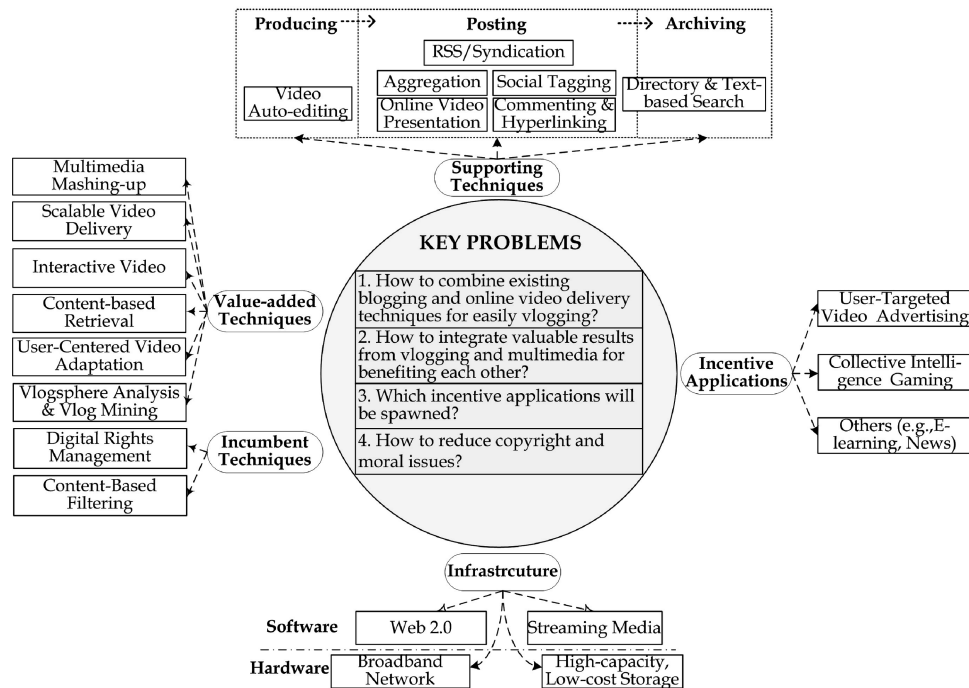 Producing
Posting
Archiving
RSS/Syndication
Aggregation
Social Tagging
Video
Auto-editing
Online Video
Presentation
Commenting &
Hyperlinking
Directory & Text-
based Search
Supporting
Techniques
Multimedia
Mashing-up
Scalable Video
Delivery
Interactive Video
Content-based
Retrieval
User-Centered Video
Adaptation
Vlogsphere Analysis
& Vlog Mining
Value-added
Techniques
Digital Rights
Management
Content-Based
Filtering
Incumbent
Techniques
KEY PROBLEMS
1. How to combine existing
blogging and online video delivery
techniques for easily vlogging?
2. How to integrate valuable results
from vlogging and multimedia for
benefiting each other?
3. Which incentive applications will
be spawned?
4. How to reduce copyright and
moral issues?
Incentive
Applications
User-Targeted
Video Advertising
Collective Intelli-
gence Gaming
Others (e.g.,E-
learning, News)
Infrastrcuture
Software
Web 2.0
Streaming Media
Hardware
Broadband
Network
High-capacity,
Low-cost Storage